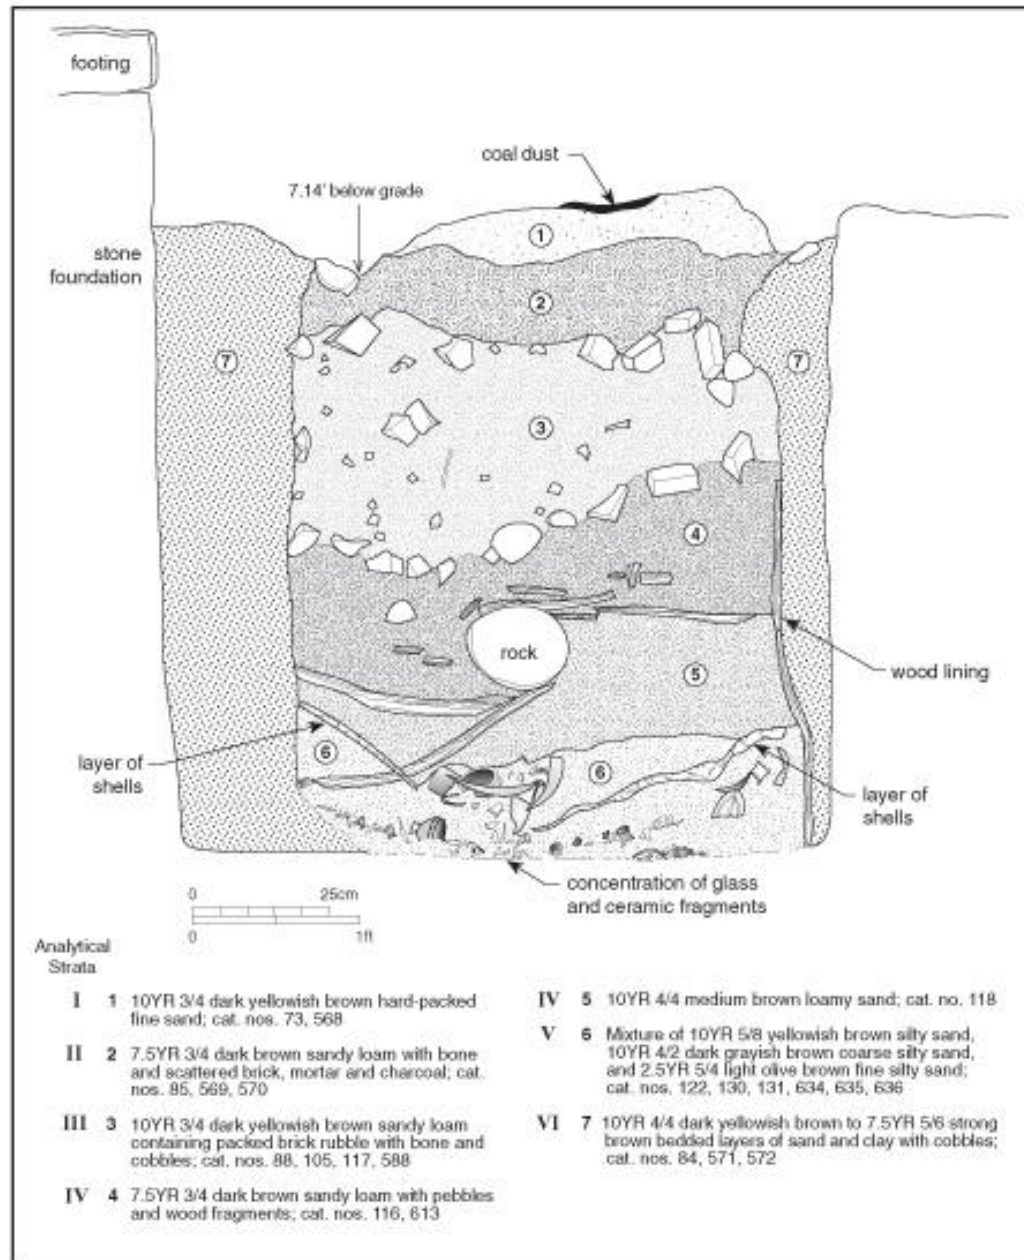 footing
coal dust
7.14' below grade
1
stone
foundation
2
7
7
3
4
rock
5
wood lining
6
layer of
shells
6
layer of
shells
concentration of glass
and ceramic fragments
0 25cm
0 1ft
Analytical
Strata
I 1 10YR 3/4 dark yellowish brown hard-packed
fine sand; cat. nos. 73, 568
II 2 7.5YR 3/4 dark brown sandy loam with bone
and scattered brick, mortar and charcoal; cat.
nos. 85, 569, 570
III 3 10YR 3/4 dark yellowish brown sandy loam
containing packed brick rubble with bone and
cobbles; cat. nos. 88, 105, 117, 588
IV 4 7.5YR 3/4 dark brown sandy loam with pebbles
and wood fragments; cat. nos. 116, 613
IV 5 10YR 4/4 medium brown loamy sand; cat. no. 118
V 6 Mixture of 10YR 5/8 yellowish brown silty sand,
10YR 4/2 dark grayish brown coarse silty sand,
and 2.5YR 5/4 light olive brown fine silty sand;
cat. nos. 122, 130, 131, 634, 635, 636
VI 7 10YR 4/4 dark yellowish brown to 7.5YR 5/6 strong
brown bedded layers of sand and clay with cobbles;
cat. nos. 84, 571, 572